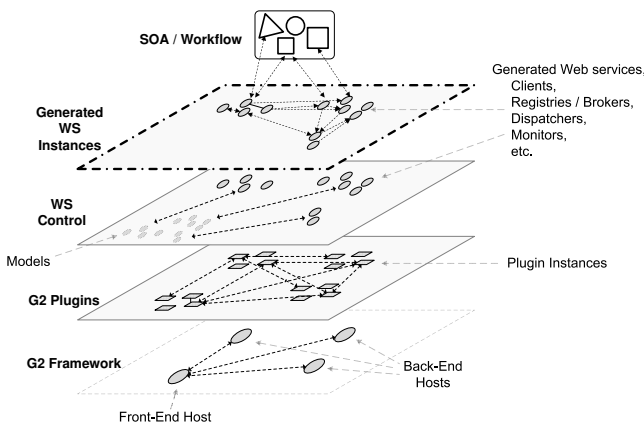 SOA / Workflow
Generated Web services,
Clients,
Registries / Brokers,
Dispatchers,
Monitors,
etc.
Generated
WS
Instances
WS
Control
Models
Plugin Instances
G2 Plugins
G2 Framework
Back-End
Hosts
Front-End Host